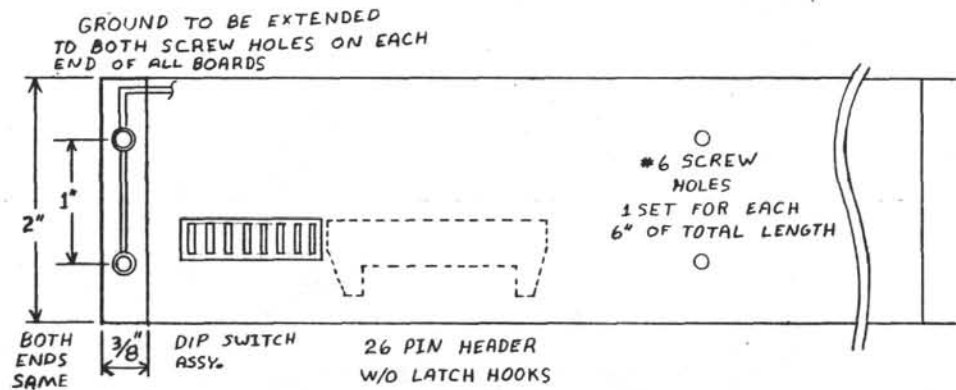 GROUND TO BE EXTENDED
TO BOTH SCREW HOLES ON EACH
END OF ALL BOARDS
2"
1"
#6 SCREW
HOLES
1 SET FOR EACH
6" OF TOTAL LENGTH
BOTH
ENDS
SAME
3/8"
DIP SWITCH
ASSY.
26 PIN HEADER
W/O LATCH HOOKS